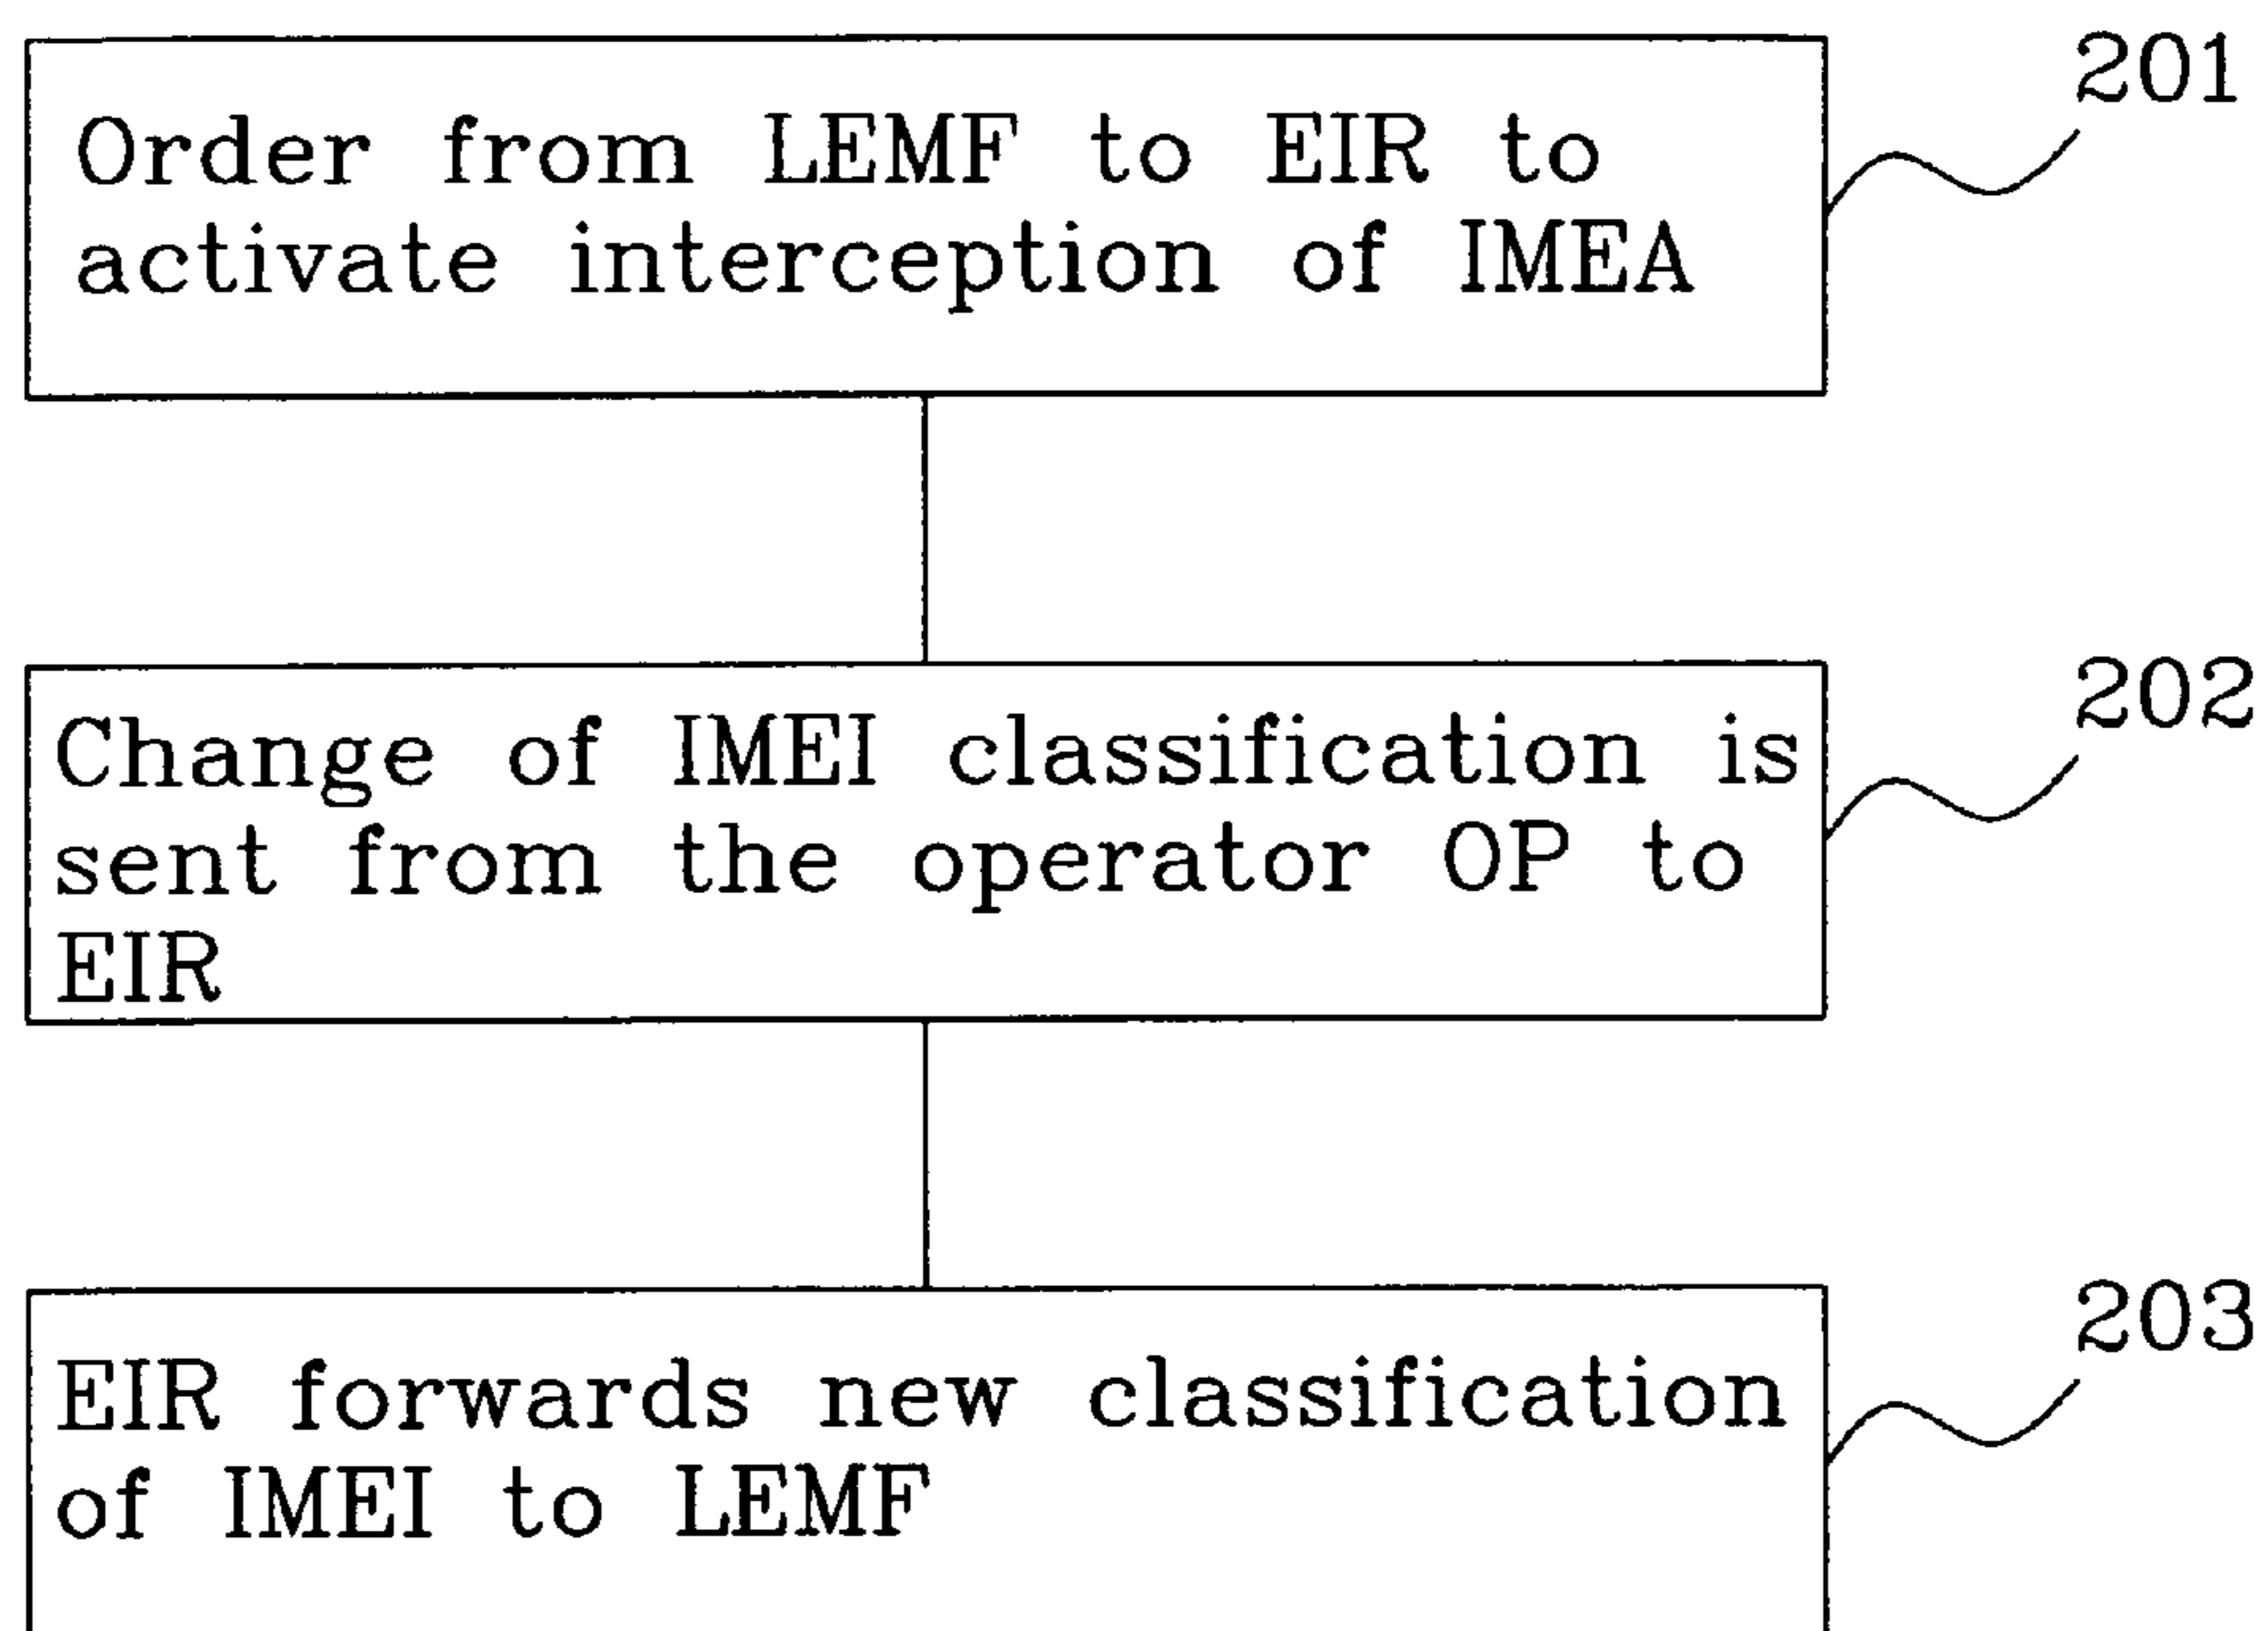 201
Order from LEMF to EIR to
activate interception of IMEA
202
Change of IMEI classification is
sent from the operator OP to
EIR
203
EIR forwards new classification
of IMEI to LEMF